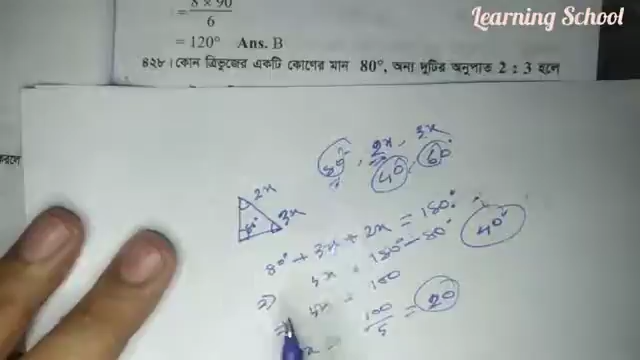 Learning School
= 8 × 90 / 6
= 120° Ans. B
৪২৮। কোন ত্রিভুজের একটি কোণের মান 80°, অন্য দুটির অনুপাত 2 : 3 হলে
80° 2x 3x
40° 60°
2x
3x
80°
80° + 3x + 2x = 180°
5x = 180° - 80°
40°
⇒ 5x = 100
⇒ x = 100/5 = 20